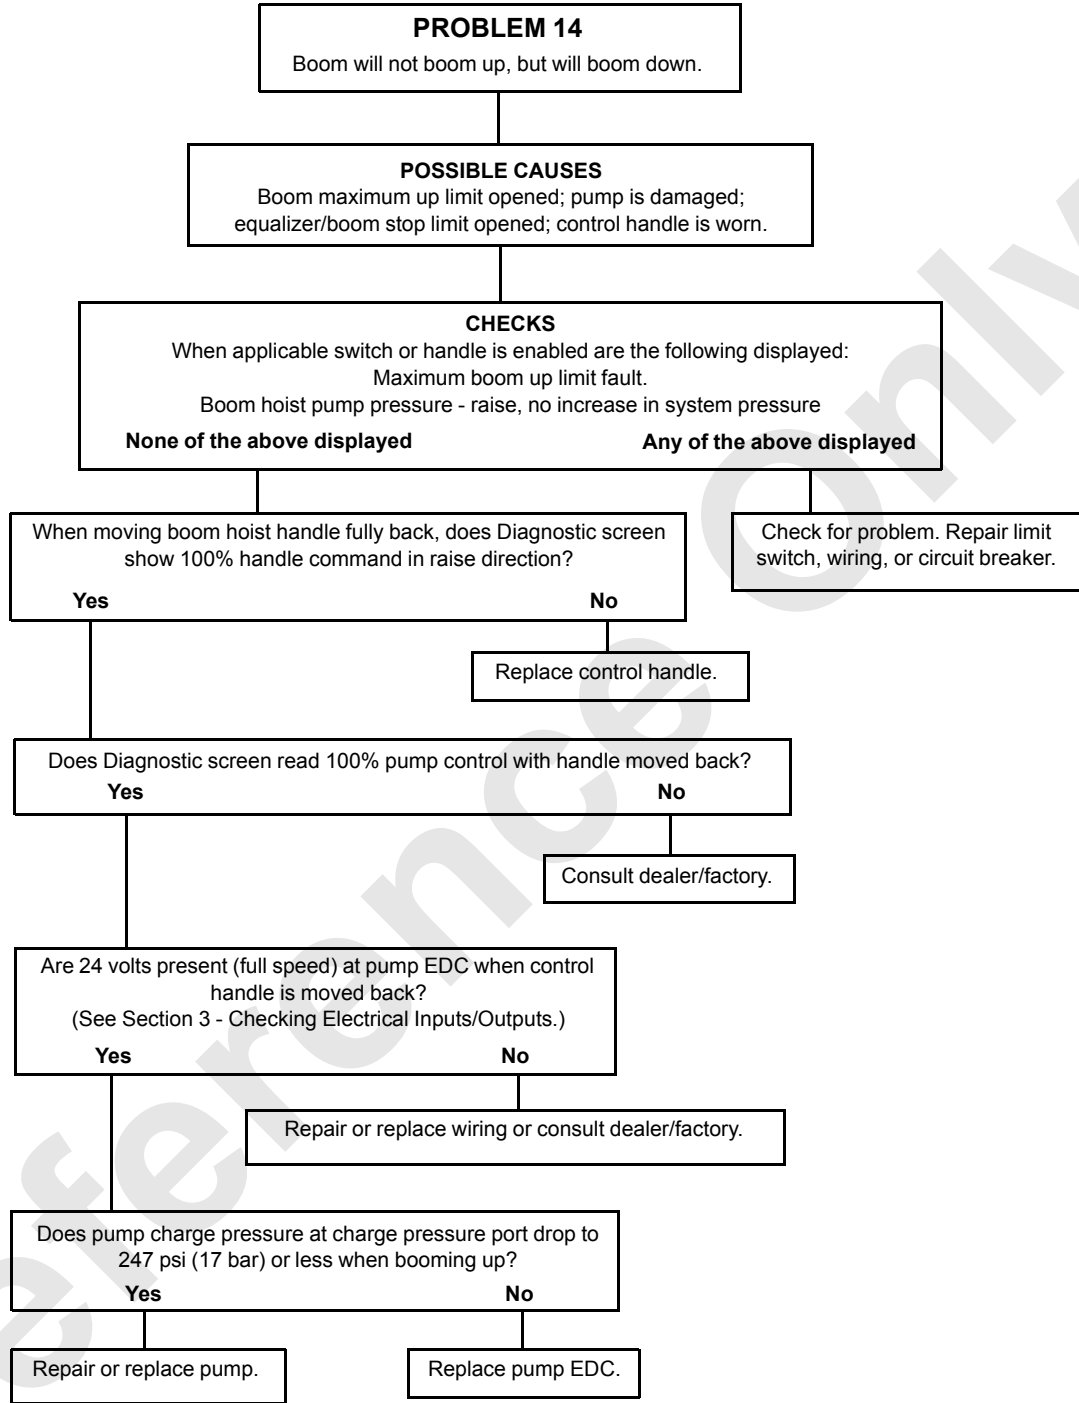 PROBLEM 14
Boom will not boom up, but will boom down.
POSSIBLE CAUSES
Boom maximum up limit opened; pump is damaged;
equalizer/boom stop limit opened; control handle is worn.
CHECKS
When applicable switch or handle is enabled are the following displayed:
Maximum boom up limit fault.
Boom hoist pump pressure - raise, no increase in system pressure
None of the above displayed
Any of the above displayed
When moving boom hoist handle fully back, does Diagnostic screen
show 100% handle command in raise direction?
Yes
No
Check for problem. Repair limit
switch, wiring, or circuit breaker.
Replace control handle.
Does Diagnostic screen read 100% pump control with handle moved back?
Yes
No
Consult dealer/factory.
Are 24 volts present (full speed) at pump EDC when control
handle is moved back?
(See Section 3 - Checking Electrical Inputs/Outputs.)
Yes
No
Repair or replace wiring or consult dealer/factory.
Does pump charge pressure at charge pressure port drop to
247 psi (17 bar) or less when booming up?
Yes
No
Repair or replace pump.
Replace pump EDC.
eference Only